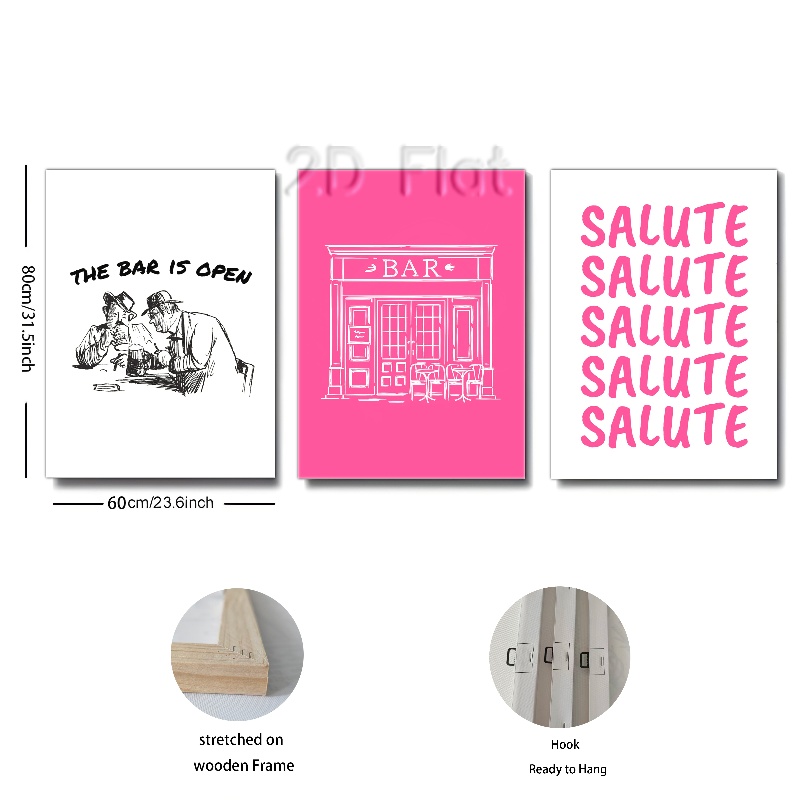 2D Flat
THE BAR IS OPEN
BAR
SALUTE
SALUTE
SALUTE
SALUTE
SALUTE
80cm/31.5inch
60cm/23.6inch
stretched on
wooden Frame
Hook
Ready to Hang